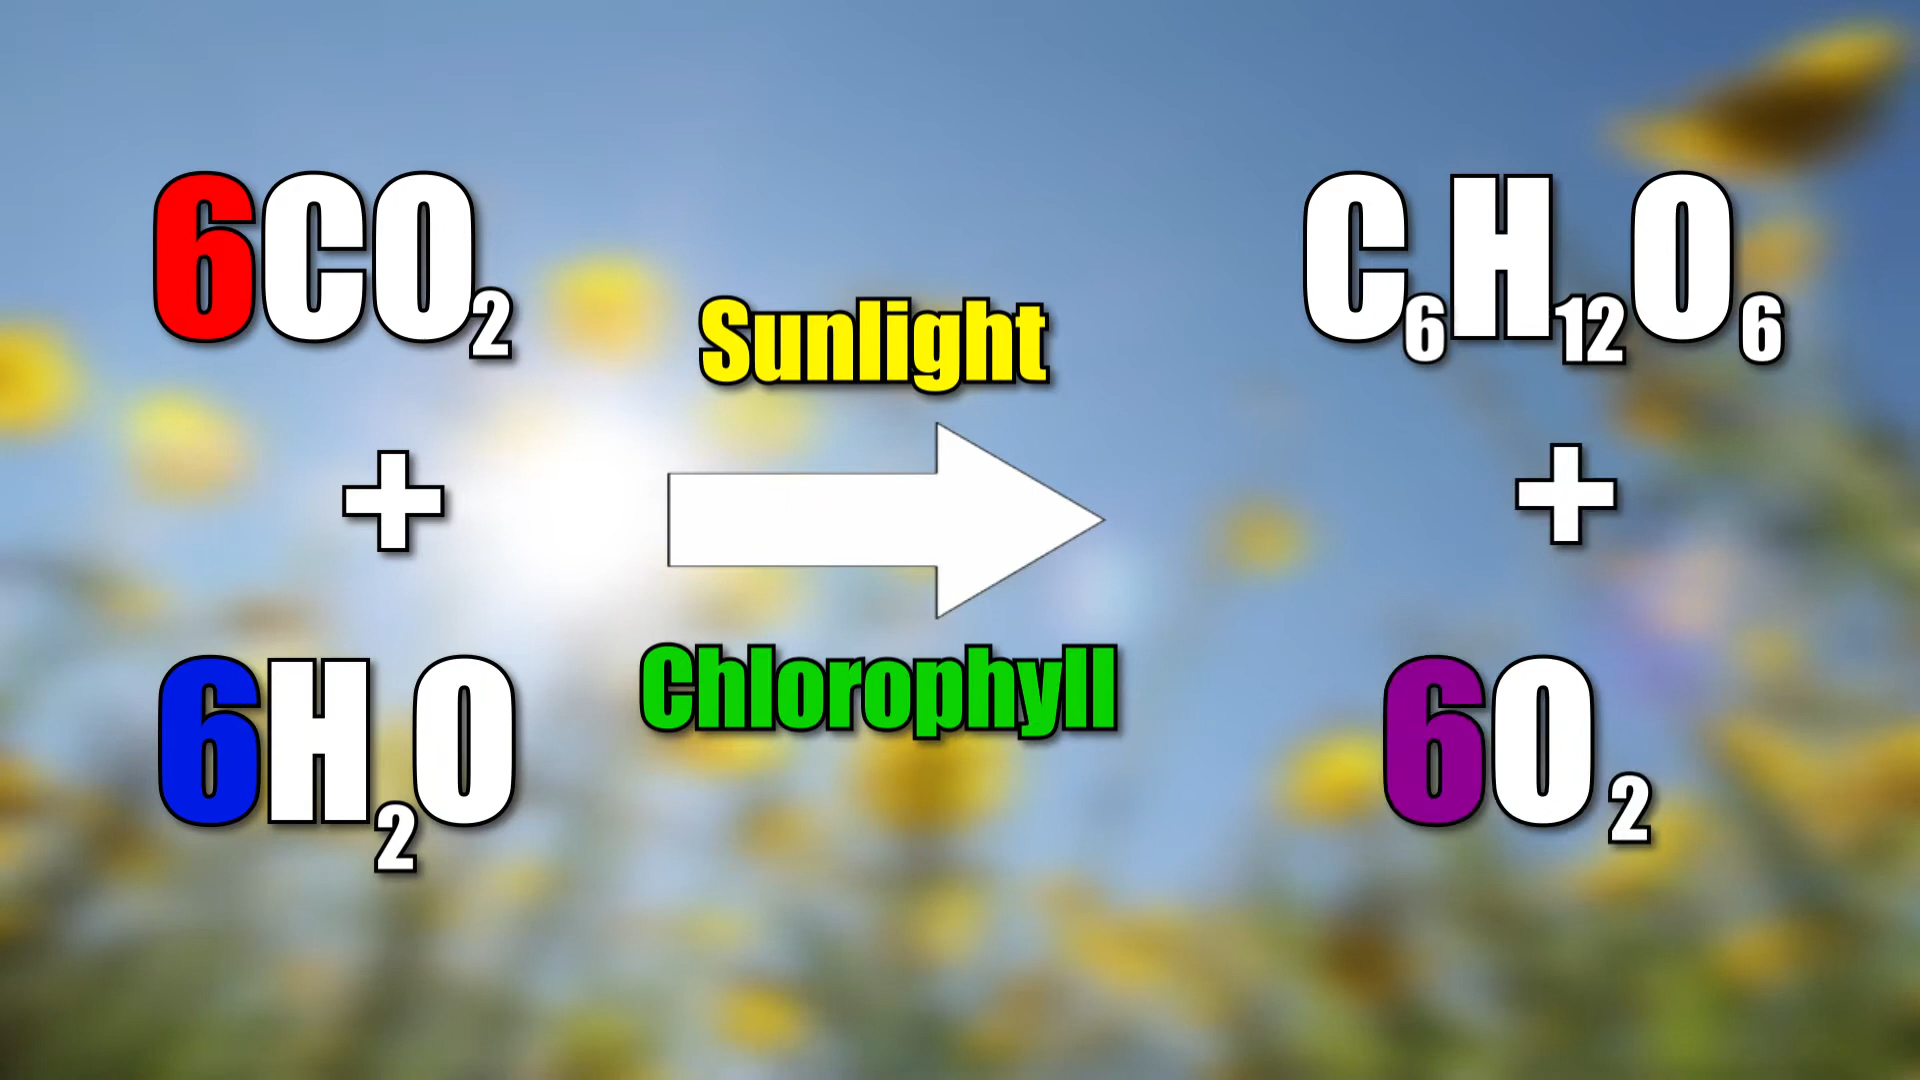 6CO₂
+
6H₂O
Sunlight
Chlorophyll
C₆H₁₂O₆
+
6O₂